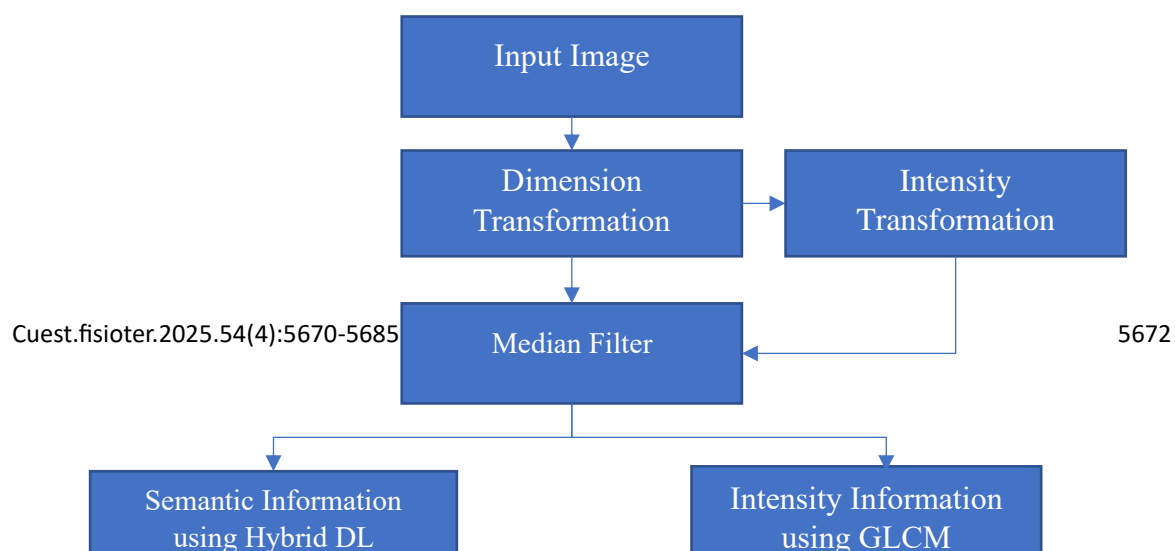 Input Image
Dimension
Transformation
Intensity
Transformation
Cuest.fisioter.2025.54(4):5670-5685
Median Filter
5672
Semantic Information
using Hybrid DL
Intensity Information
using GLCM